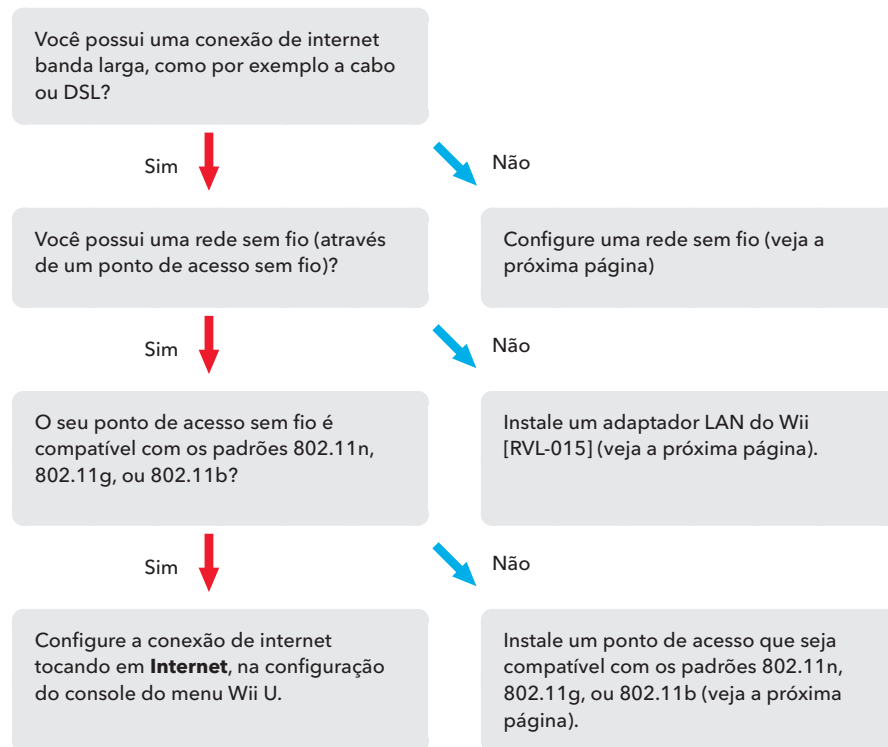 Você possui uma conexão de internet
banda larga, como por exemplo a cabo
ou DSL?
Sim
Não
Você possui uma rede sem fio (através
de um ponto de acesso sem fio)?
Configure uma rede sem fio (veja a
próxima página)
Sim
Não
O seu ponto de acesso sem fio é
compatível com os padrões 802.11n,
802.11g, ou 802.11b?
Instale um adaptador LAN do Wii
[RVL-015] (veja a próxima página).
Sim
Não
Configure a conexão de internet
tocando em Internet, na configuração
do console do menu Wii U.
Instale um ponto de acesso que seja
compatível com os padrões 802.11n,
802.11g, ou 802.11b (veja a próxima
página).